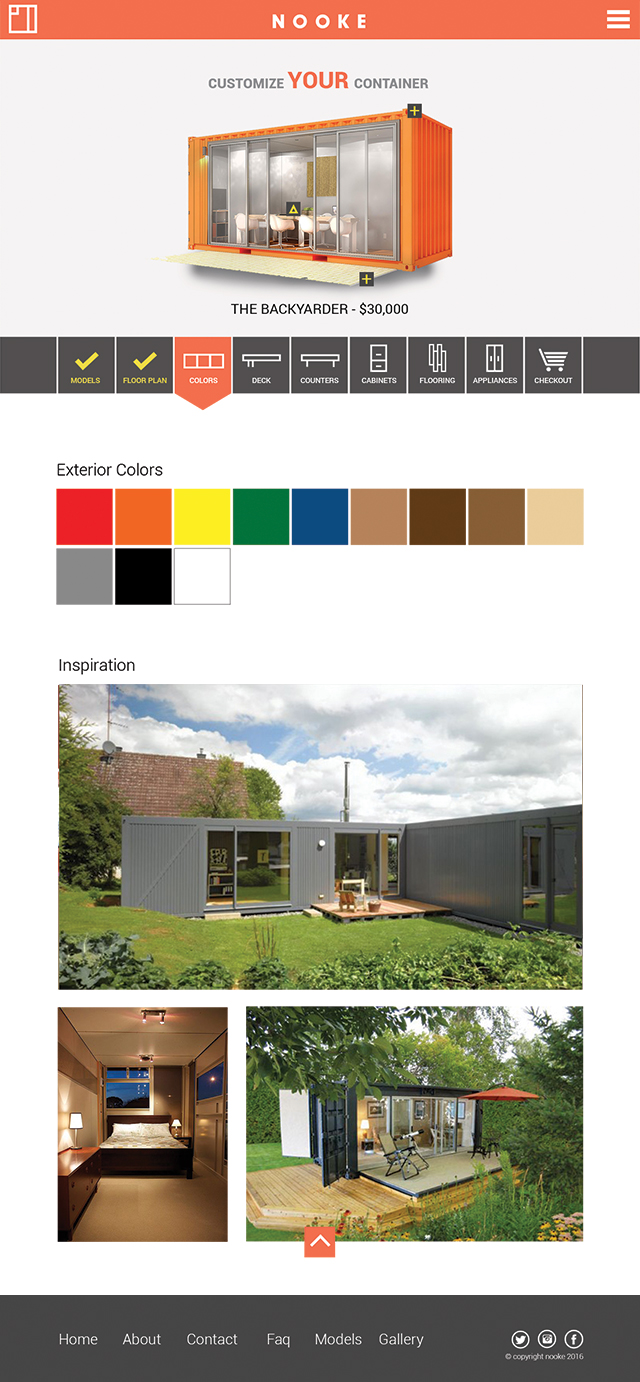 NOOKE
CUSTOMIZE YOUR CONTAINER
THE BACKYARDER - $30,000
MODELS
FLOOR PLAN
COLORS
DECK
COUNTERS
CABINETS
FLOORING
APPLIANCES
CHECKOUT
Exterior Colors
Inspiration
Home About Contact Faq Models Gallery
© copyright nooke 2016